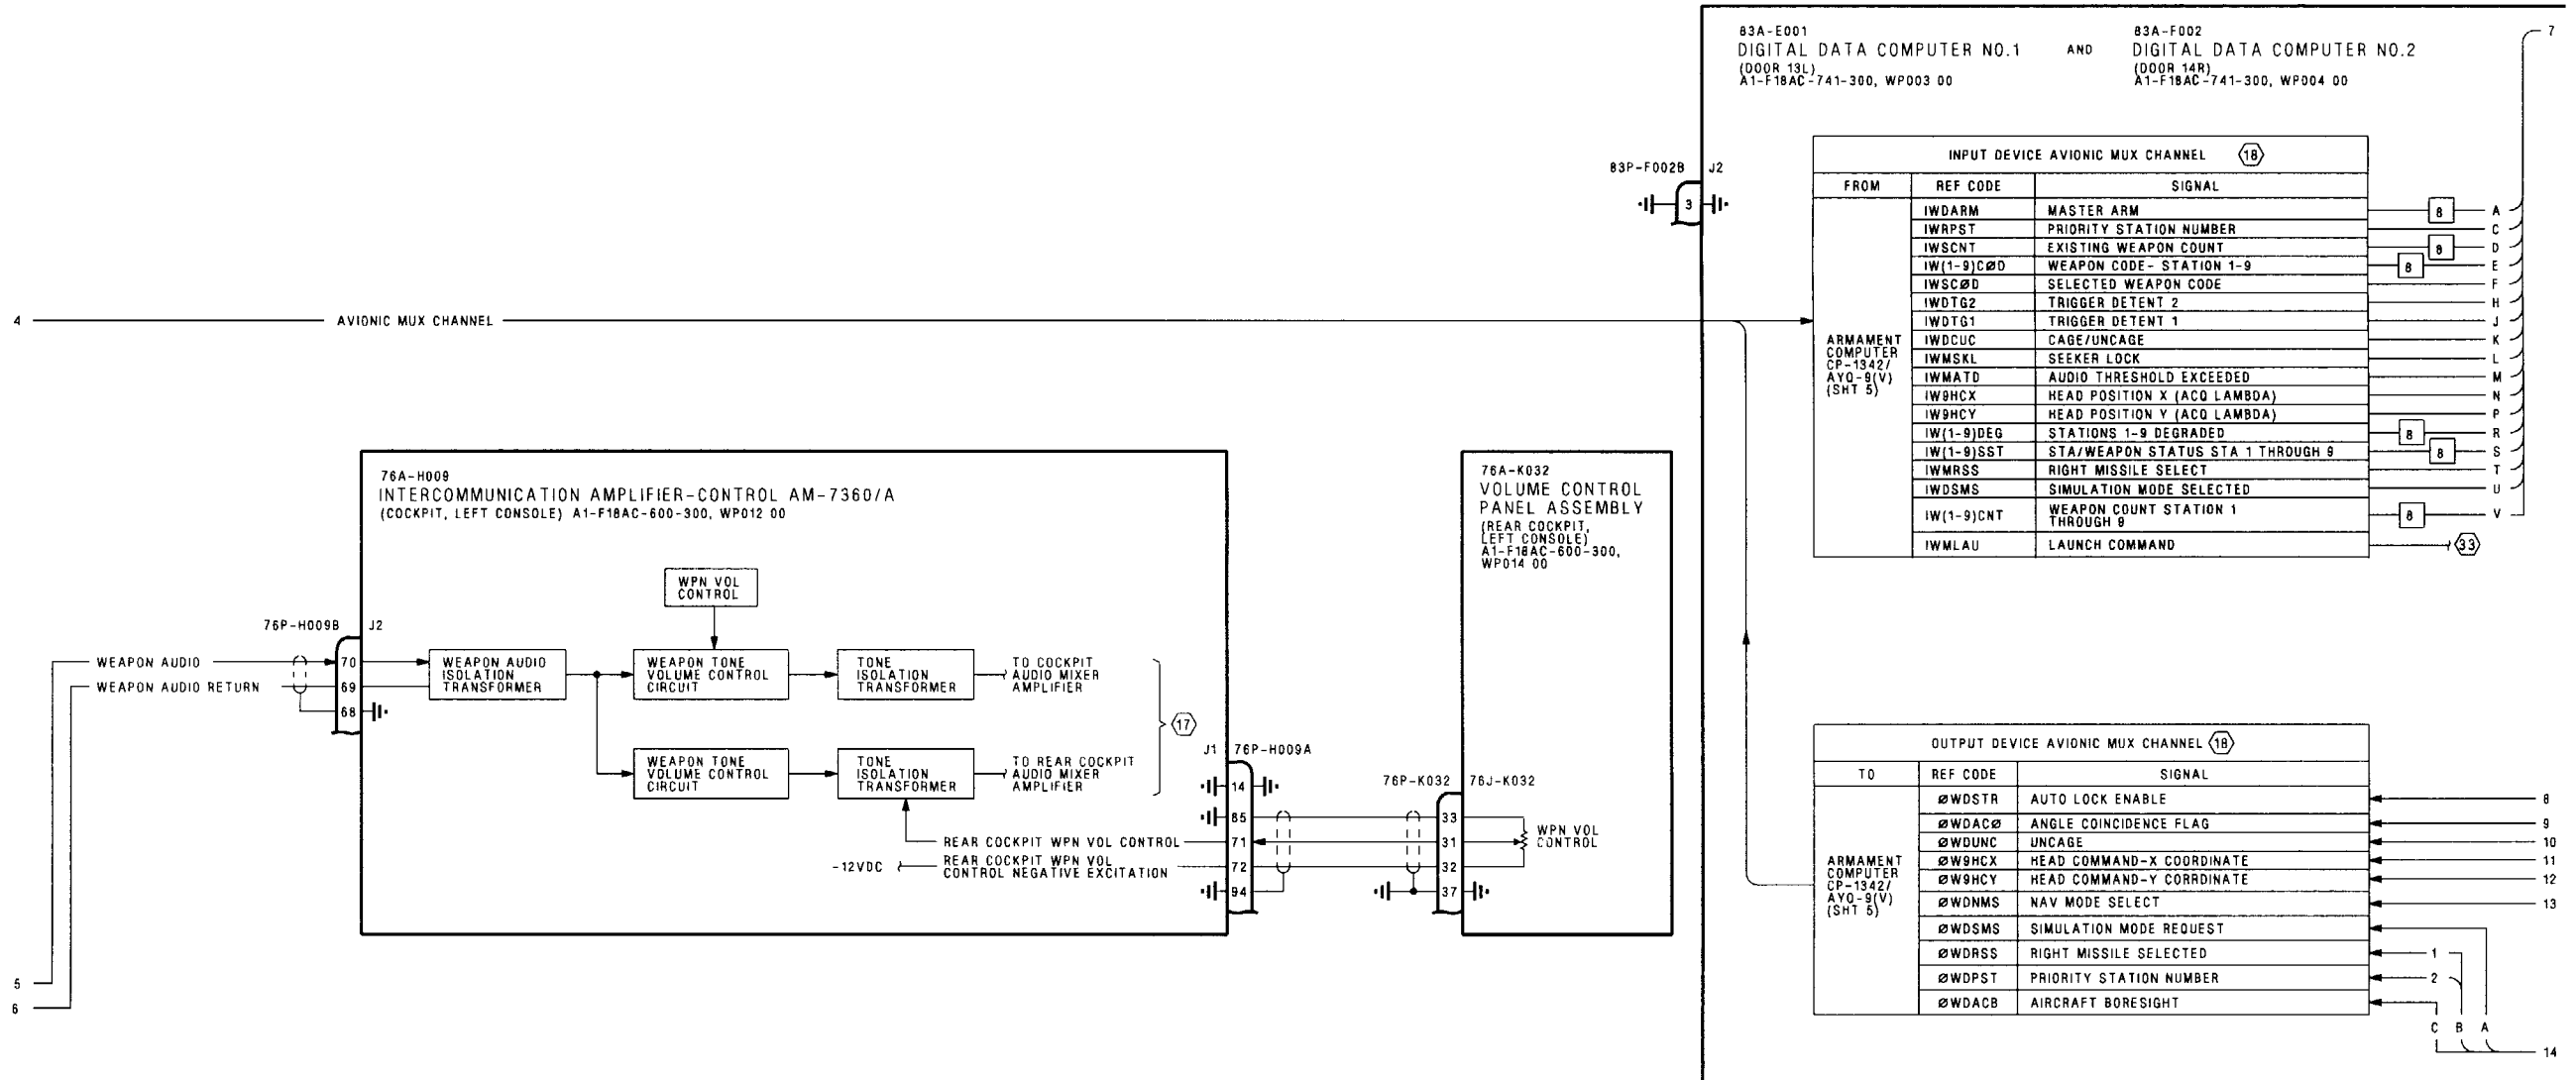 83A-E001
DIGITAL DATA COMPUTER NO.1
(DOOR 13L)
A1-F18AC-741-300, WP003 00
AND
83A-F002
DIGITAL DATA COMPUTER NO.2
(DOOR 14R)
A1-F18AC-741-300, WP004 00
7
83P-F002B J2
3
INPUT DEVICE AVIONIC MUX CHANNEL 18
FROM REF CODE SIGNAL
ARMAMENT
COMPUTER
CP-1342/
AYQ-9(V)
(SHT 5)
IWDARM MASTER ARM 8 A
IWRPST PRIORITY STATION NUMBER C
IWSCNT EXISTING WEAPON COUNT 8 D
IW(1-9)CØD WEAPON CODE- STATION 1-9 8 E
IWSCØD SELECTED WEAPON CODE F
IWDTG2 TRIGGER DETENT 2 H
IWDTG1 TRIGGER DETENT 1 J
IWDCUC CAGE/UNCAGE K
IWMSKL SEEKER LOCK L
IWMATD AUDIO THRESHOLD EXCEEDED M
IW9HCX HEAD POSITION X (ACQ LAMBDA) N
IW9HCY HEAD POSITION Y (ACQ LAMBDA) P
IW(1-9)DEG STATIONS 1-9 DEGRADED 8 R
IW(1-9)SST STA/WEAPON STATUS STA 1 THROUGH 9 8 S
IWMRSS RIGHT MISSILE SELECT T
IWDSMS SIMULATION MODE SELECTED U
IW(1-9)CNT WEAPON COUNT STATION 1
THROUGH 9 8 V
IWMLAU LAUNCH COMMAND 33
4 AVIONIC MUX CHANNEL
76A-H009
INTERCOMMUNICATION AMPLIFIER-CONTROL AM-7360/A
(COCKPIT, LEFT CONSOLE) A1-F18AC-600-300, WP012 00
WPN VOL
CONTROL
76P-H009B J2
WEAPON AUDIO 70
WEAPON AUDIO RETURN 69
68
WEAPON AUDIO
ISOLATION
TRANSFORMER
WEAPON TONE
VOLUME CONTROL
CIRCUIT
TONE
ISOLATION
TRANSFORMER
TO COCKPIT
AUDIO MIXER
AMPLIFIER
17
WEAPON TONE
VOLUME CONTROL
CIRCUIT
TONE
ISOLATION
TRANSFORMER
TO REAR COCKPIT
AUDIO MIXER
AMPLIFIER
J1 76P-H009A
14
85
REAR COCKPIT WPN VOL CONTROL 71
-12VDC REAR COCKPIT WPN VOL
CONTROL NEGATIVE EXCITATION 72
94
5
6
76A-K032
VOLUME CONTROL
PANEL ASSEMBLY
(REAR COCKPIT,
LEFT CONSOLE)
A1-F18AC-600-300,
WP014 00
76P-K032 76J-K032
33
31
32
37
WPN VOL
CONTROL
OUTPUT DEVICE AVIONIC MUX CHANNEL 18
TO REF CODE SIGNAL
ARMAMENT
COMPUTER
CP-1342/
AYQ-9(V)
(SHT 5)
ØWDSTR AUTO LOCK ENABLE 8
ØWDACØ ANGLE COINCIDENCE FLAG 9
ØWDUNC UNCAGE 10
ØW9HCX HEAD COMMAND-X COORDINATE 11
ØW9HCY HEAD COMMAND-Y CORRDINATE 12
ØWDNMS NAV MODE SELECT 13
ØWDSMS SIMULATION MODE REQUEST
ØWDRSS RIGHT MISSILE SELECTED 1
ØWDPST PRIORITY STATION NUMBER 2
ØWDACB AIRCRAFT BORESIGHT
C B A
14